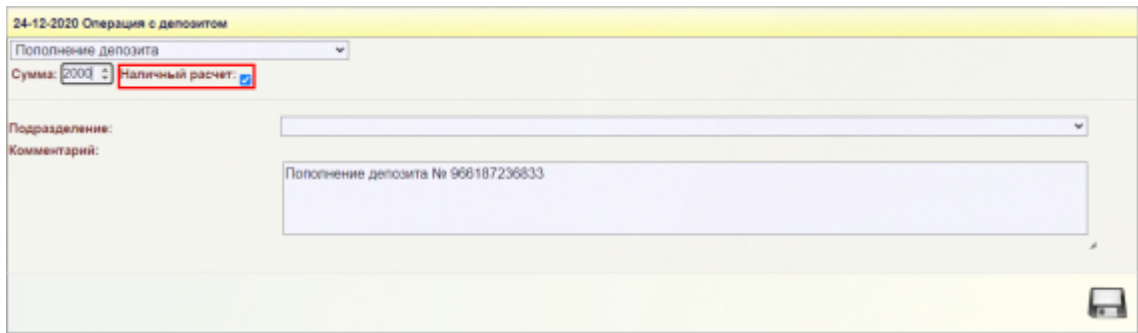 24-12-2020 Операция с депозитом
Пополнение депозита
Сумма: 2000 Наличный расчет:
Подразделение:
Комментарий:
Пополнение депозита № 966187236833